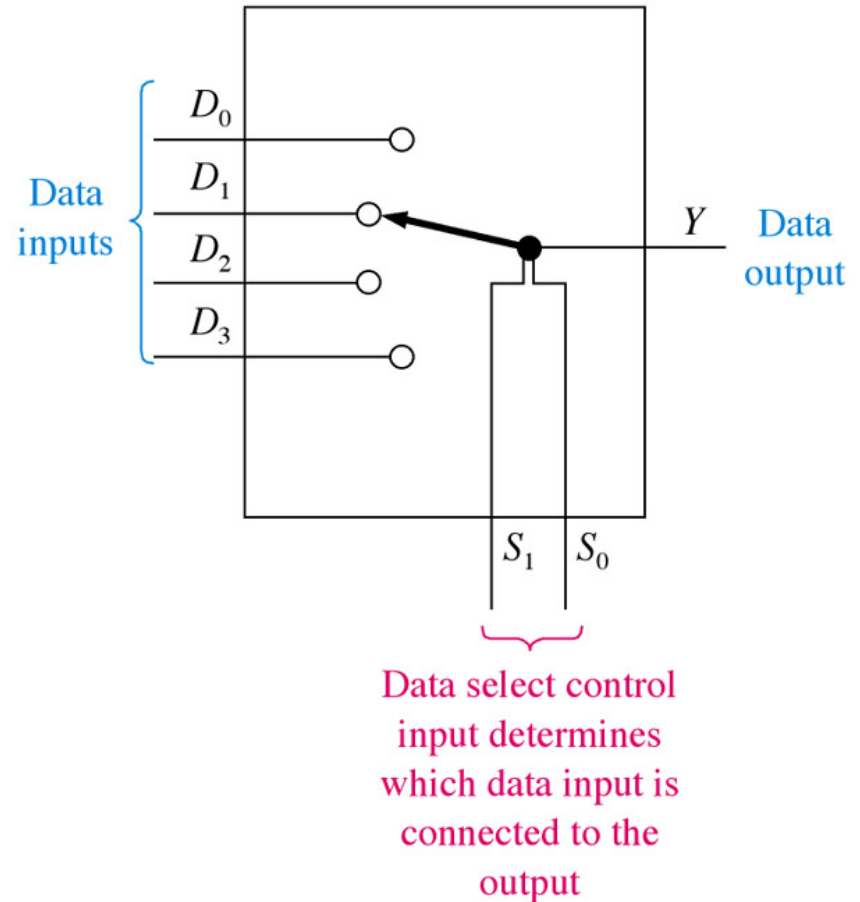 D₀
D₁
Data
inputs
D₂
D₃
Y
Data
output
S₁ S₀
Data select control
input determines
which data input is
connected to the
output